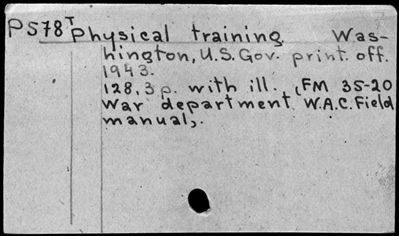 PS78T Physical training Was-
hington, U.S. Gov. print. off.
1943.
128, 3 p. with ill. (FM 35-20
War department. W.A.C. Field
manual).